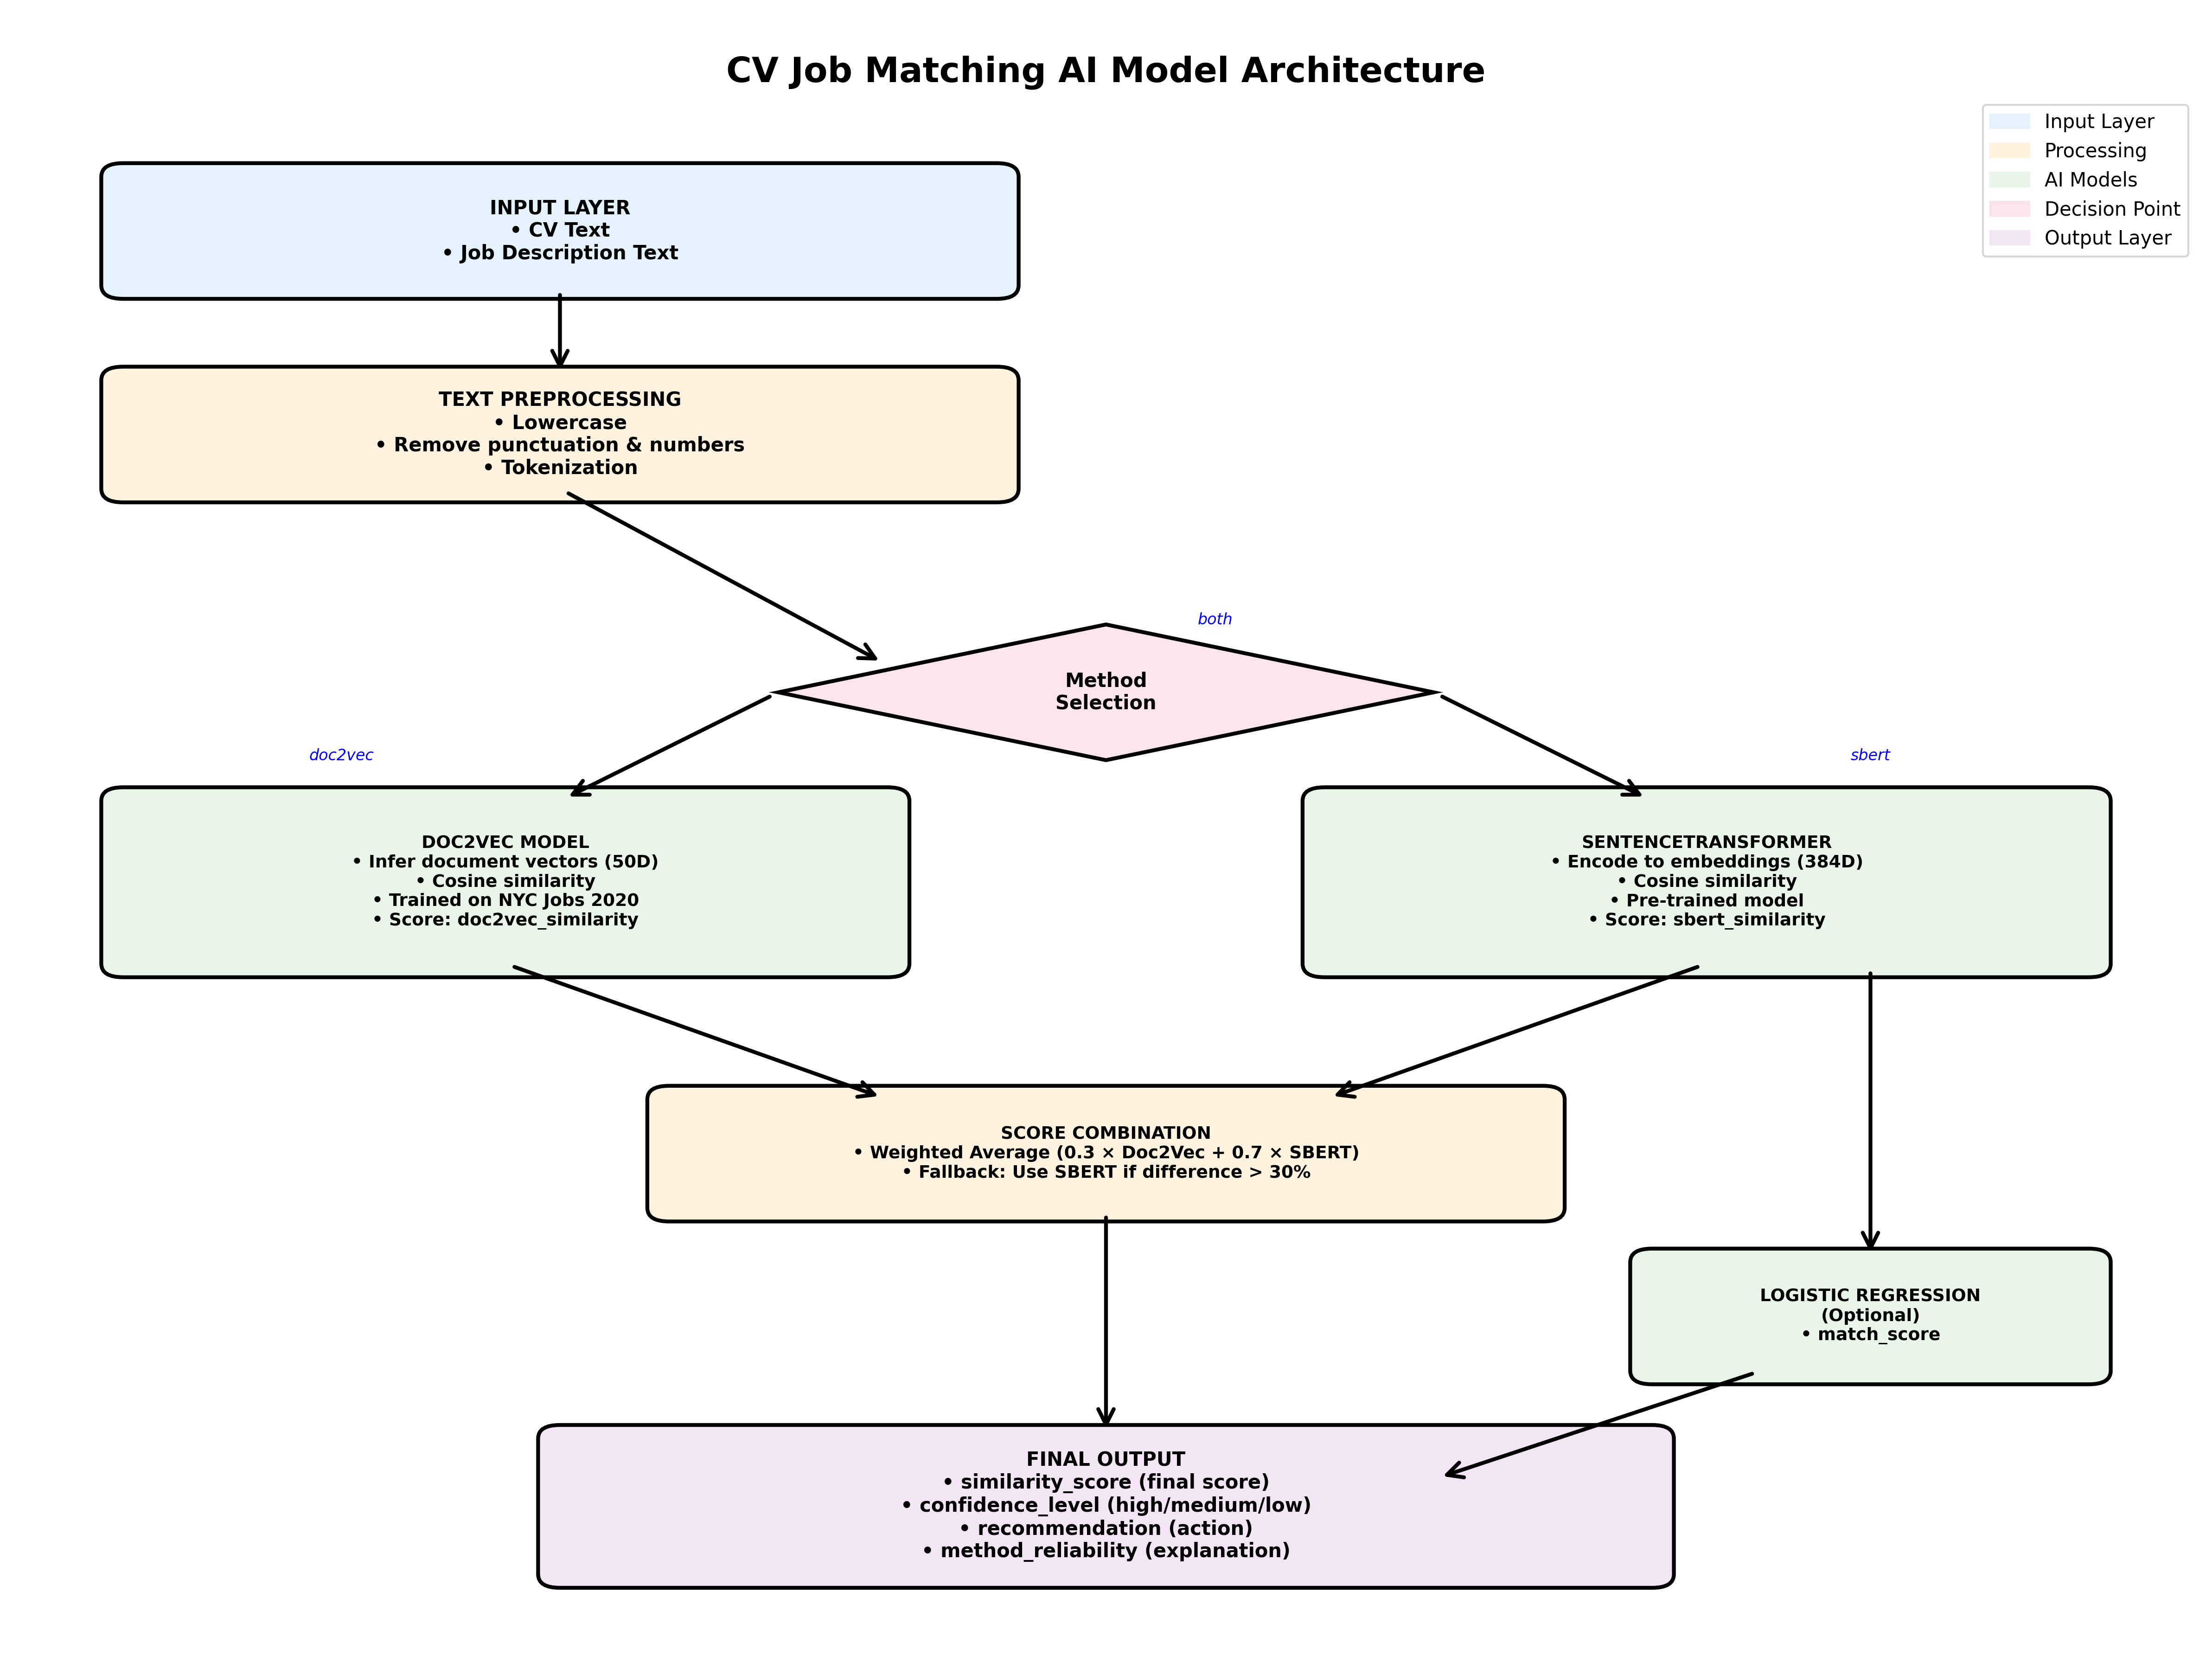 CV Job Matching AI Model Architecture
Input Layer
Processing
AI Models
Decision Point
Output Layer
INPUT LAYER
• CV Text
• Job Description Text
TEXT PREPROCESSING
• Lowercase
• Remove punctuation & numbers
• Tokenization
both
Method
Selection
doc2vec
sbert
DOC2VEC MODEL
• Infer document vectors (50D)
• Cosine similarity
• Trained on NYC Jobs 2020
• Score: doc2vec_similarity
SENTENCETRANSFORMER
• Encode to embeddings (384D)
• Cosine similarity
• Pre-trained model
• Score: sbert_similarity
SCORE COMBINATION
• Weighted Average (0.3 × Doc2Vec + 0.7 × SBERT)
• Fallback: Use SBERT if difference > 30%
LOGISTIC REGRESSION
(Optional)
• match_score
FINAL OUTPUT
• similarity_score (final score)
• confidence_level (high/medium/low)
• recommendation (action)
• method_reliability (explanation)